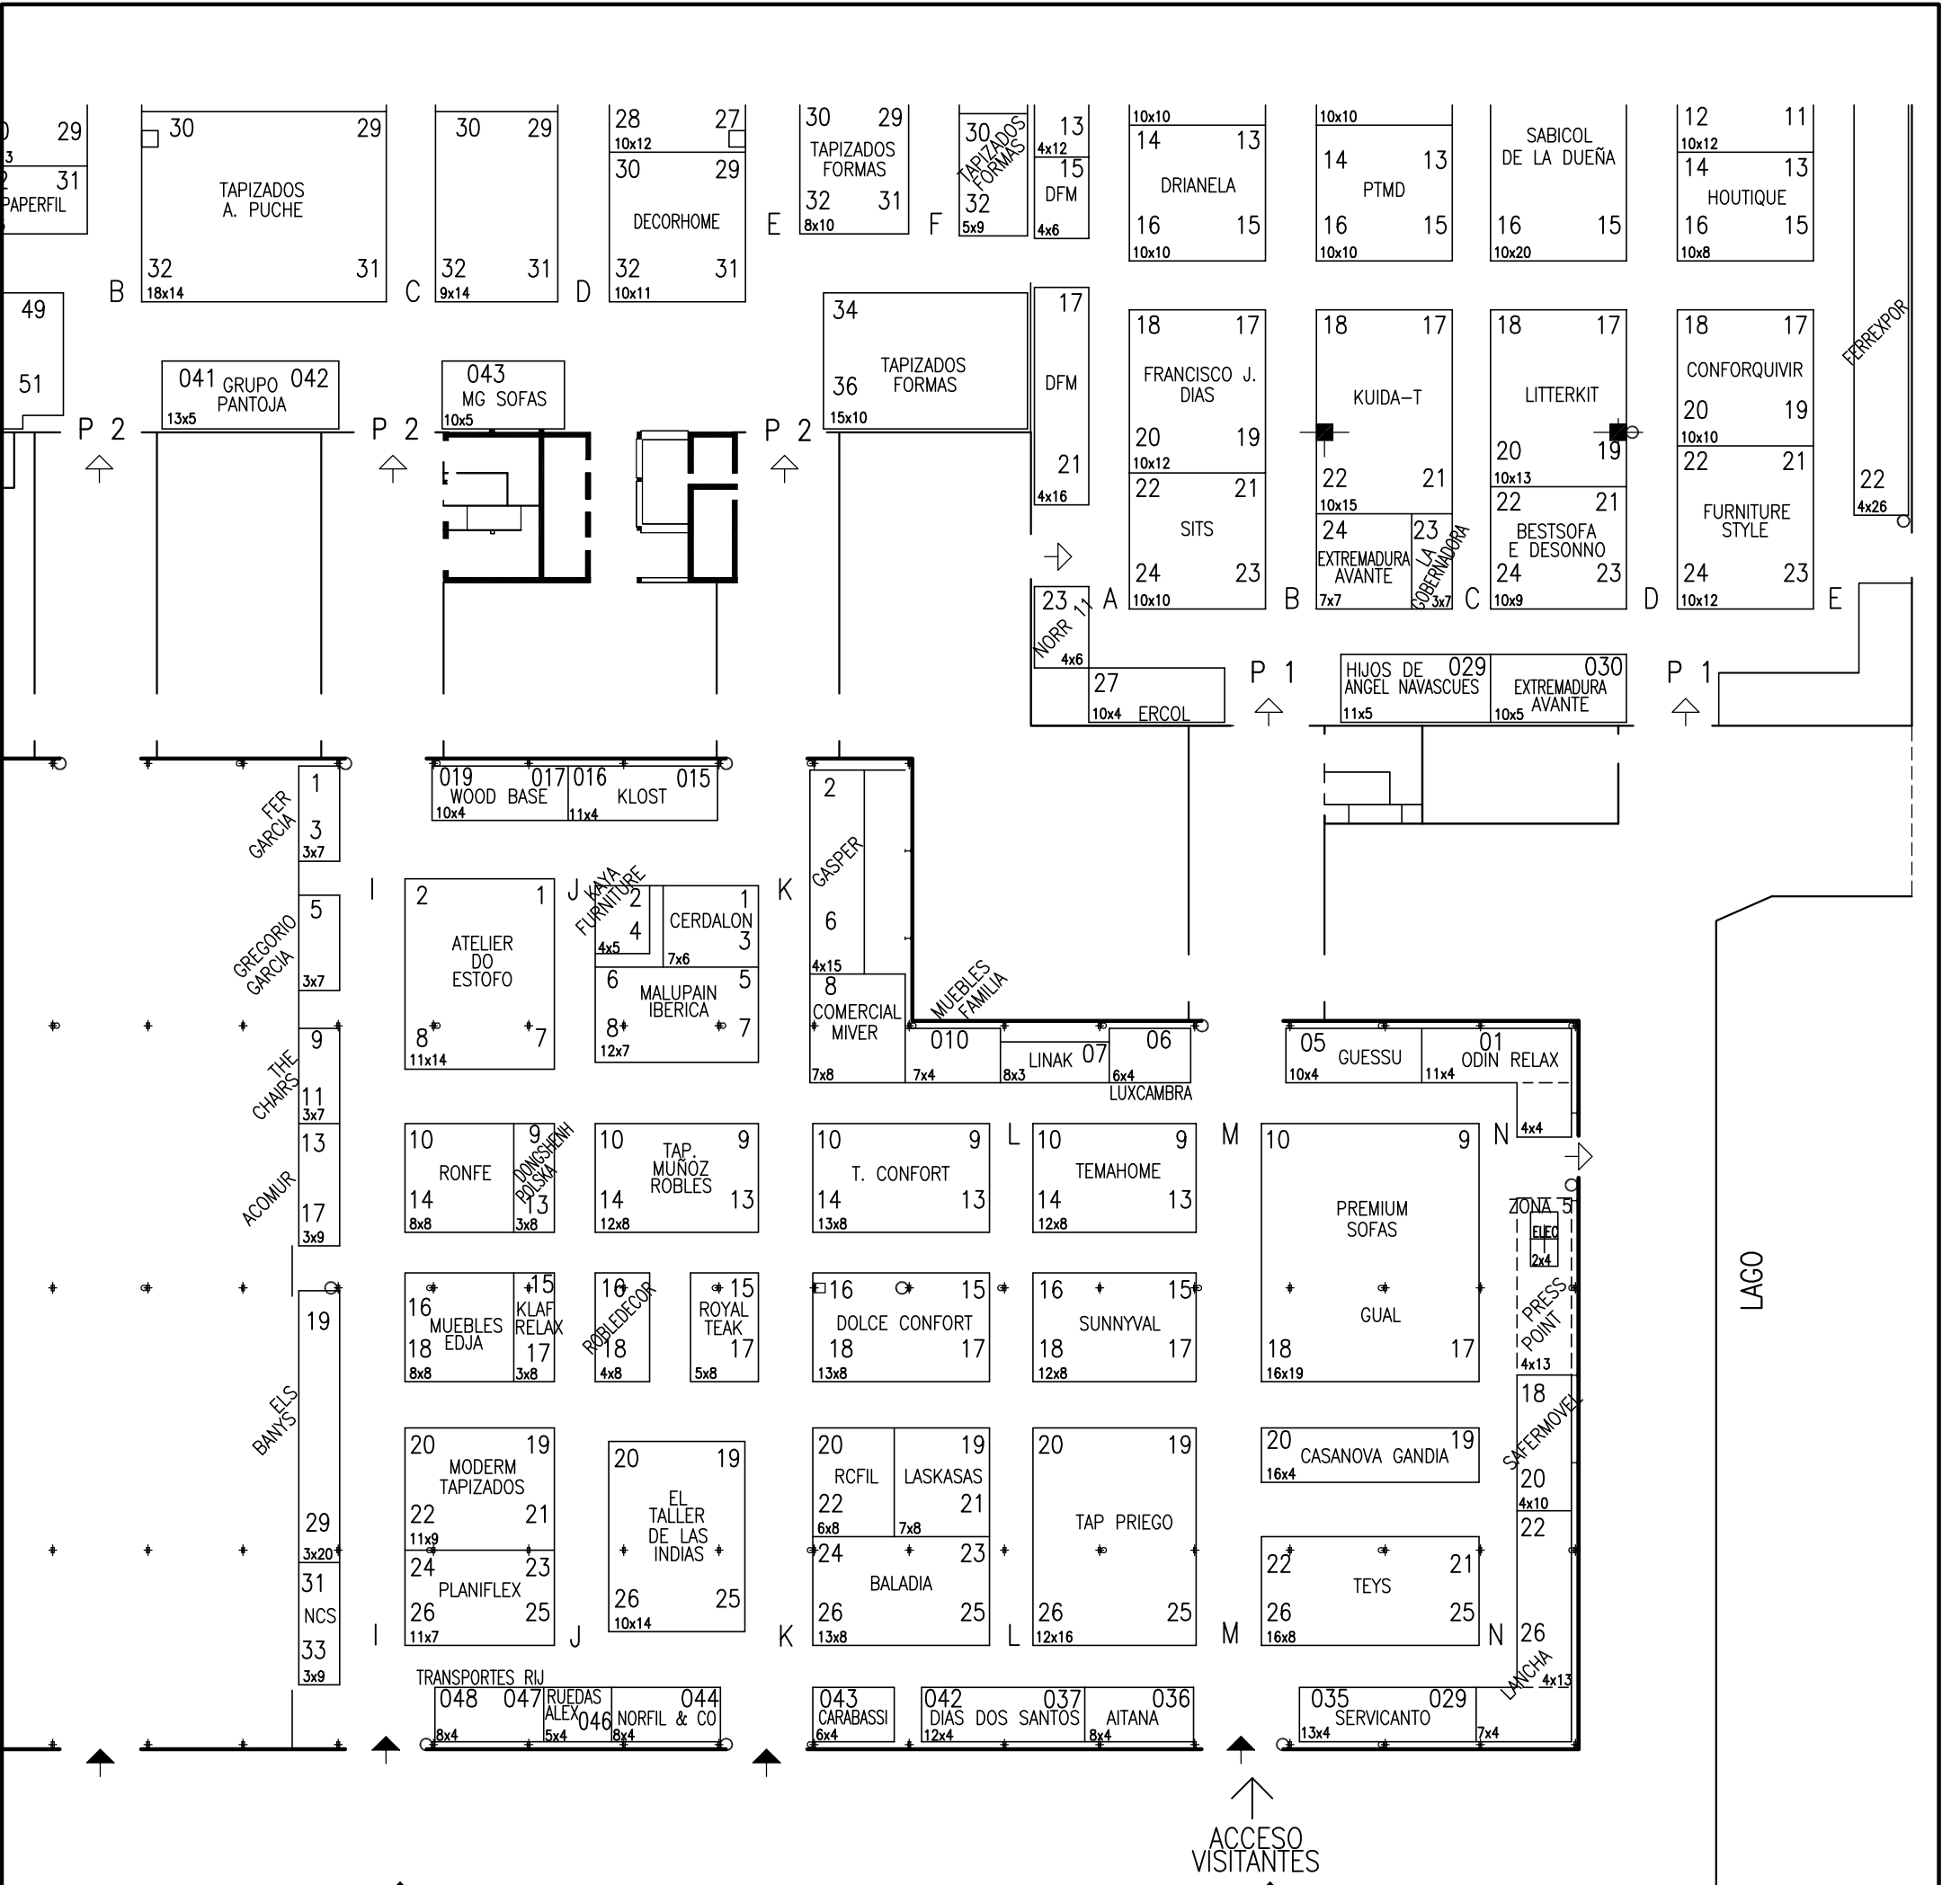 29
3
31
PAPERFIL
30
29
TAPIZADOS
A. PUCHE
32
31
18x14
B
30
29
32
31
9x14
C
28
27
10x12
30
29
DECORHOME
32
31
10x11
D
30
29
TAPIZADOS
FORMAS
32
31
8x10
E
30
TAPIZADOS
FORMAS
32
5x9
F
13
4x12
15
DFM
4x6
10x10
14
13
DRIANELA
16
15
10x10
10x10
14
13
PTMD
16
15
10x10
SABICOL
DE LA DUEÑA
16
15
10x20
12
11
10x12
14
13
HOUTIQUE
16
15
10x8
FERREXPOR
22
4x26
49
51
P 2
041
GRUPO
PANTOJA
042
13x5
P 2
043
MG SOFAS
10x5
P 2
34
36
TAPIZADOS
FORMAS
15x10
17
DFM
21
4x16
18
17
FRANCISCO J.
DIAS
20
19
10x12
22
21
SITS
24
23
10x10
A
18
17
KUIDA-T
22
21
10x15
24
EXTREMADURA
AVANTE
7x7
23
LA
GOBERNADORA
3x7
B
18
17
LITTERKIT
20
19
10x13
22
21
BESTSOFA
E DESONNO
24
23
10x9
C
18
17
CONFORQUIVIR
20
19
10x10
22
21
FURNITURE
STYLE
24
23
10x12
D
E
23
NORR 11
4x6
27
10x4
ERCOL
P 1
HIJOS DE
ANGEL NAVASCUES
029
11x5
030
EXTREMADURA
AVANTE
10x5
P 1
1
FER
GARCIA
3
3x7
019
017
WOOD BASE
10x4
016
015
KLOST
11x4
2
GASPER
6
4x15
5
GREGORIO
GARCIA
3x7
I
2
1
ATELIER
DO
ESTOFO
8
7
11x14
J
KAYA
FURNITURE
2
4
4x5
1
CERDALON
3
7x6
6
5
MALUPAIN
IBERICA
8
7
12x7
K
8
COMERCIAL
MIVER
7x8
MUEBLES
FAMILIA
010
7x4
LINAK
07
8x3
06
6x4
LUXCAMBRA
05
GUESSU
10x4
01
ODIN RELAX
11x4
4x4
9
THE
CHAIRS
11
3x7
13
ACOMUR
17
3x9
10
RONFE
14
8x8
9
DONGSHENH
POLSKA
13
3x8
10
9
TAP.
MUÑOZ
ROBLES
14
13
12x8
10
9
T. CONFORT
14
13
13x8
L
10
9
TEMAHOME
14
13
12x8
M
10
9
PREMIUM
SOFAS
GUAL
18
17
16x19
N
ZONA 5
ELEC
2x4
PRESS
POINT
4x13
LAGO
19
ELS
BANYS
29
3x20
16
MUEBLES
EDJA
18
8x8
15
KLAF
RELAX
17
3x8
16
ROBLEDECOR
18
4x8
15
ROYAL
TEAK
17
5x8
16
15
DOLCE CONFORT
18
17
13x8
16
15
SUNNYVAL
18
17
12x8
18
SAFERMOVEL
20
4x10
20
19
MODERM
TAPIZADOS
22
21
11x9
24
23
PLANIFLEX
26
25
11x7
20
19
EL
TALLER
DE LAS
INDIAS
26
25
10x14
20
RCFIL
22
6x8
19
LASKASAS
21
7x8
24
23
BALADIA
26
25
13x8
20
19
TAP PRIEGO
26
25
12x16
20
19
CASANOVA GANDIA
16x4
22
21
TEYS
26
25
16x8
22
26
LANCHA
4x13
31
NCS
33
3x9
I
J
K
L
M
N
TRANSPORTES RIJ
048
047
8x4
RUEDAS
ALEX
046
5x4
044
NORFIL & CO
8x4
043
CARABASSI
6x4
042
037
DIAS DOS SANTOS
12x4
036
AITANA
8x4
035
029
SERVICANTO
13x4
7x4
ACCESO
VISITANTES